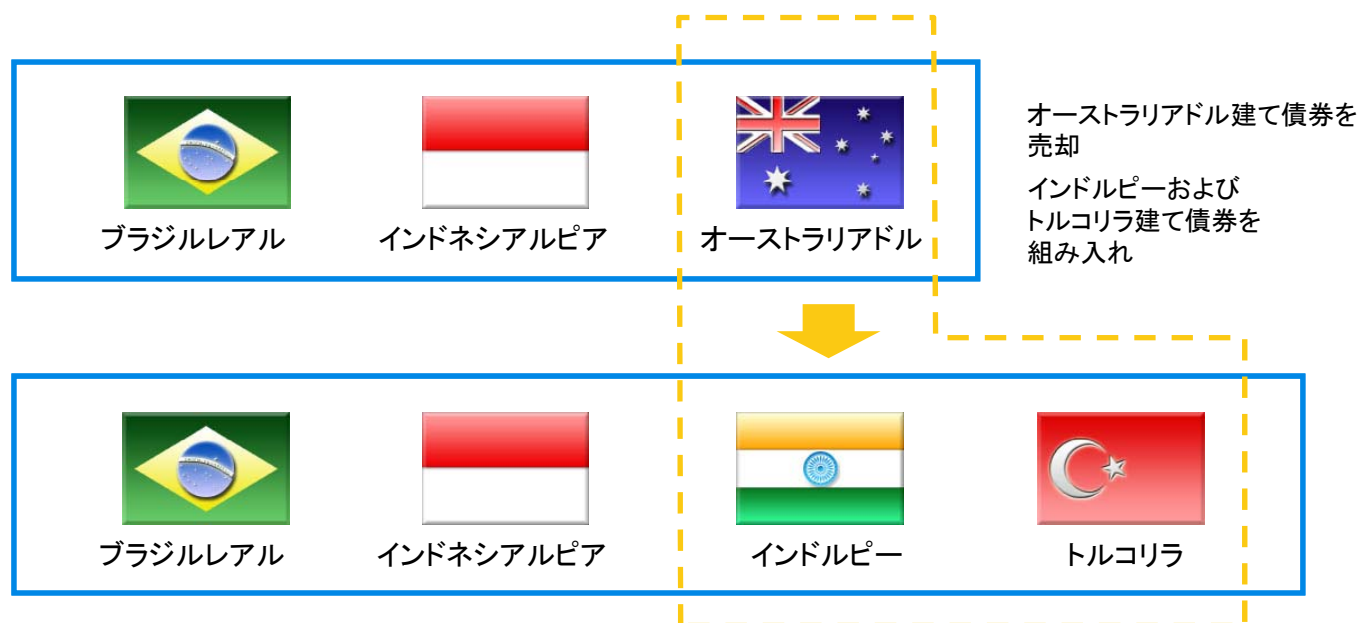 ブラジルレアル
インドネシアルピア
オーストラリアドル
オーストラリアドル建て債券を
売却
インドルピーおよび
トルコリラ建て債券を
組み入れ
ブラジルレアル
インドネシアルピア
インドルピー
トルコリラ